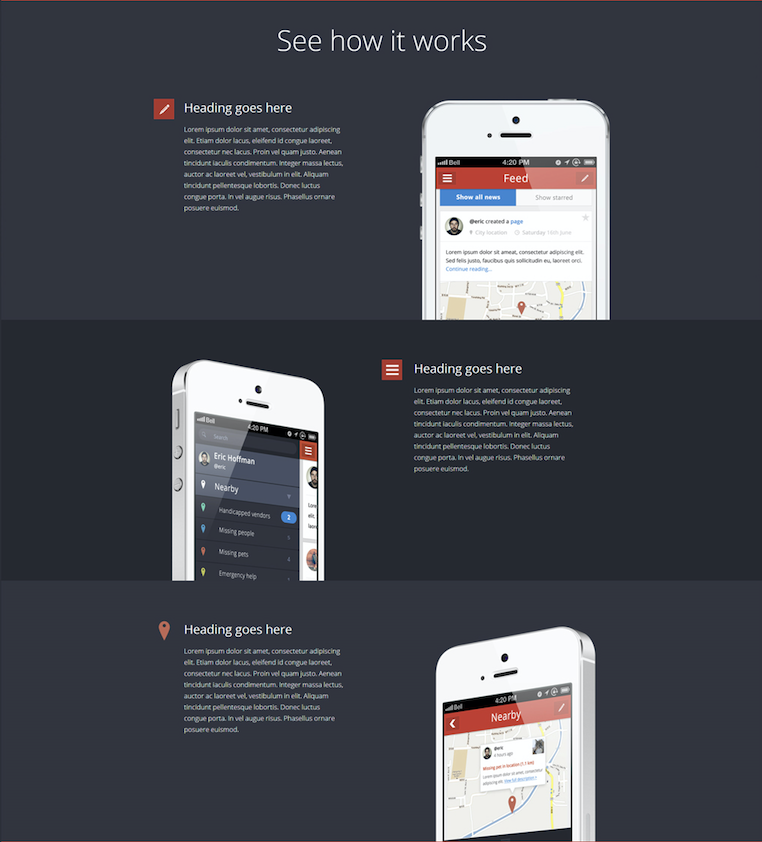 See how it works
Heading goes here
Lorem ipsum dolor sit amet, consectetur adipiscing
elit. Etiam dolor lacus, eleifend id congue in,
consectetur nec lacus. Proin vel quam justo. Aenean
tincidunt iaculis condimentum. Integer massa lectus,
auctor ac laoreet vel, vestibulum in elit. Aliquam
tincidunt pellentesque lobortis. Donec luctus
congue porta. In vel augue risus. Phasellus ornare
posuere euismod.
Bell 4:20 PM
Feed
Show all news Show starred
@eric created a page
City location Saturday 16th June
Lorem ipsum dolor sit ameat, consectetur adipiscing elit.
Sed felis justo, faucibus quis sollicitudin eu, laoreet orci.
Continue reading...
Bell 4:20 PM
Search
Eric Hoffman
@eric
Nearby
Handicapped vendors 2
Missing people
Missing pets
Emergency help
Heading goes here
Lorem ipsum dolor sit amet, consectetur adipiscing
elit. Etiam dolor lacus, eleifend id congue in,
consectetur nec lacus. Proin vel quam justo. Aenean
tincidunt iaculis condimentum. Integer massa lectus,
auctor ac laoreet vel, vestibulum in elit. Aliquam
tincidunt pellentesque lobortis. Donec luctus
congue porta. In vel augue risus. Phasellus ornare
posuere euismod.
Heading goes here
Lorem ipsum dolor sit amet, consectetur adipiscing
elit. Etiam dolor lacus, eleifend id congue in,
consectetur nec lacus. Proin vel quam justo. Aenean
tincidunt iaculis condimentum. Integer massa lectus,
auctor ac laoreet vel, vestibulum in elit. Aliquam
tincidunt pellentesque lobortis. Donec luctus
congue porta. In vel augue risus. Phasellus ornare
posuere euismod.
Bell 4:20 PM
Nearby
@eric
4 hours ago
Missing pet in location (1.1 km)
Lorem ipsum dolor sit amet, consectetur
adipiscing elit. View full description >